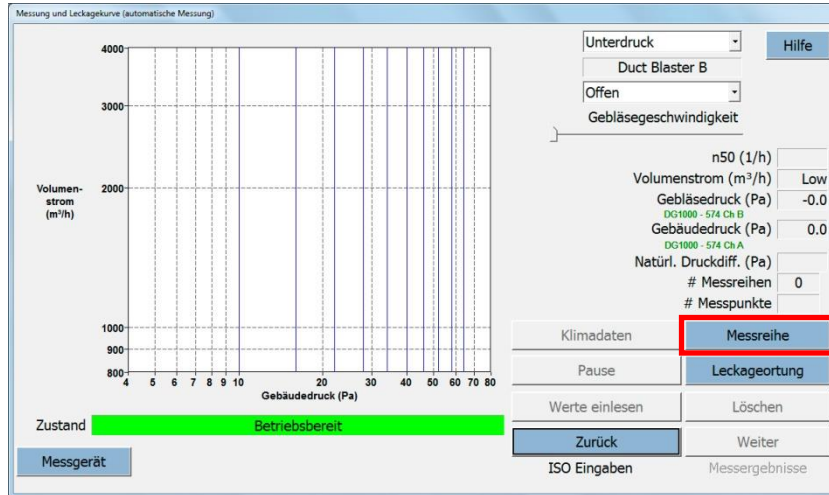 Messung und Leckagekurve (automatische Messung)
4000
3000
2000
1000
900
800
Volumen-
strom
(m³/h)
4 5 6 7 8 9 10 20 30 40 50 60 70 80
Gebäudedruck (Pa)
Zustand Betriebsbereit
Messgerät
Unterdruck
Hilfe
Duct Blaster B
Offen
Gebläsegeschwindigkeit
n50 (1/h)
Volumenstrom (m³/h) Low
Gebläsedruck (Pa) -0.0
DG1000 - 574 Ch B
Gebäudedruck (Pa) 0.0
DG1000 - 574 Ch A
Natürl. Druckdiff. (Pa)
# Messreihen 0
# Messpunkte
Klimadaten Messreihe
Pause Leckageortung
Werte einlesen Löschen
Zurück Weiter
ISO Eingaben Messergebnisse